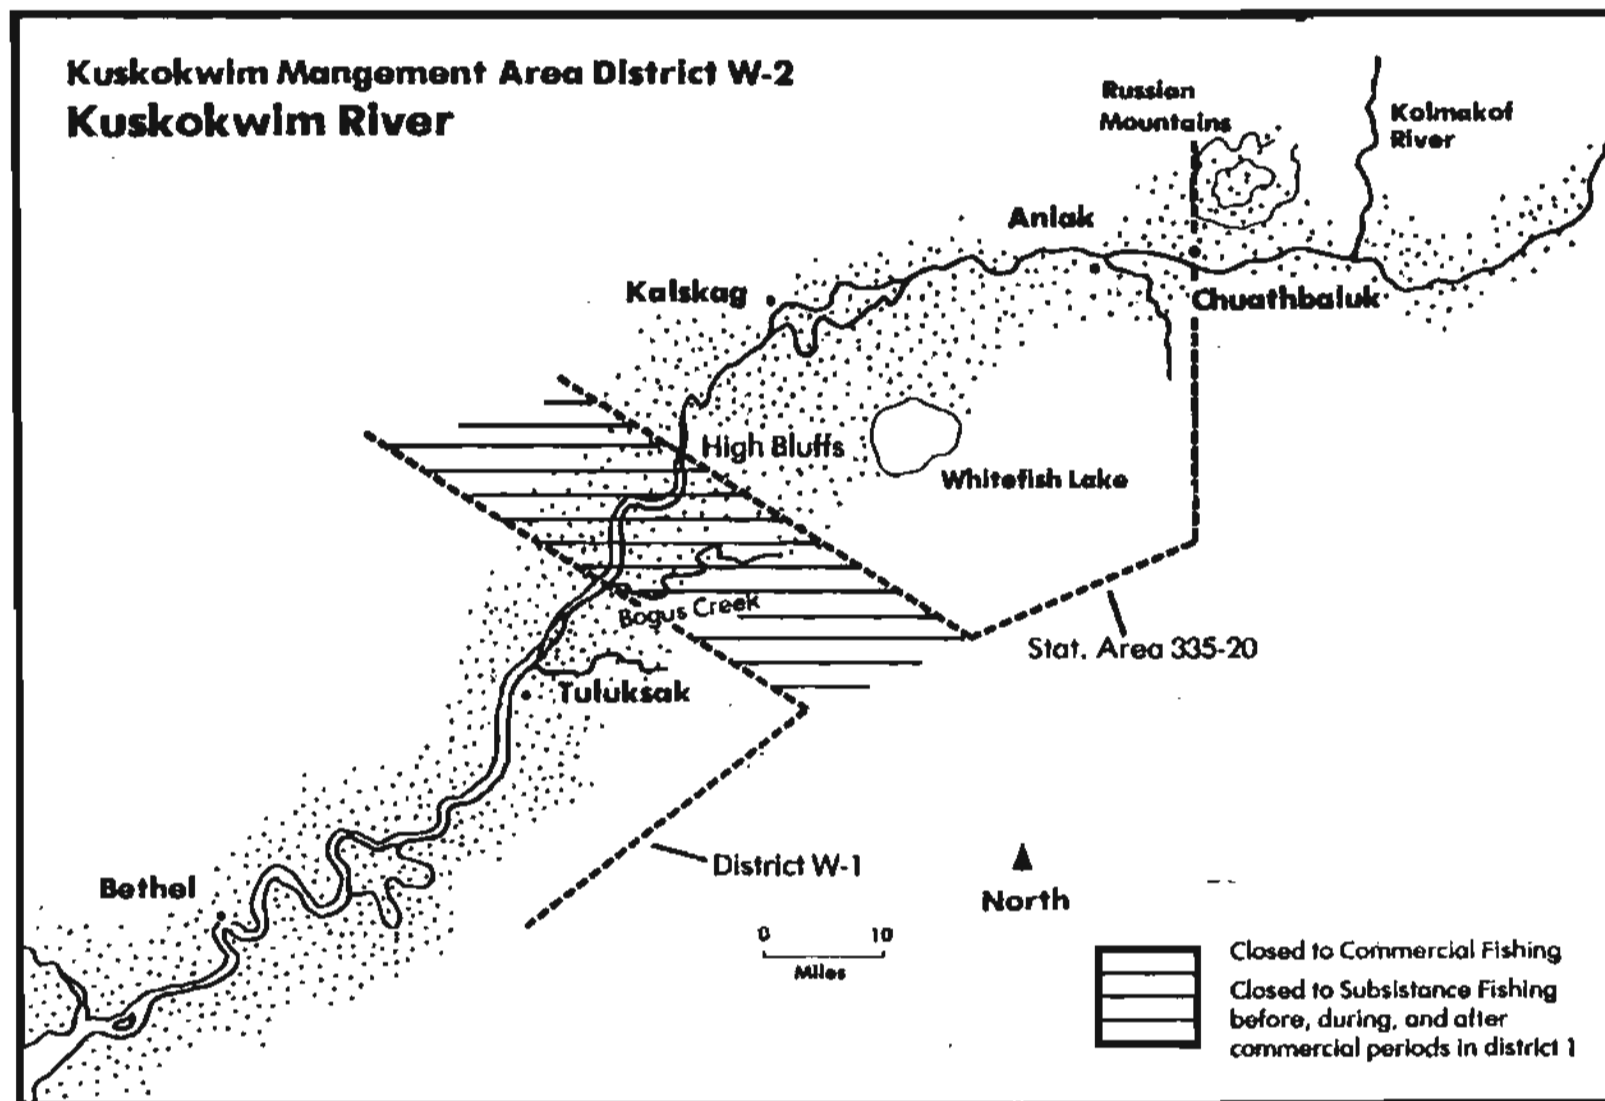 Kuskokwim Mangement Area District W-2
Kuskokwim River
Russian
Mountains
Kolmakof
River
Aniak
Kalskag
Chuathbaluk
High Bluffs
Whitefish Lake
Bogus Creek
Stat. Area 335-20
Tuluksak
District W-1
Bethel
North
0 10
Miles
Closed to Commercial Fishing
Closed to Subsistance Fishing
before, during, and after
commercial periods in district 1